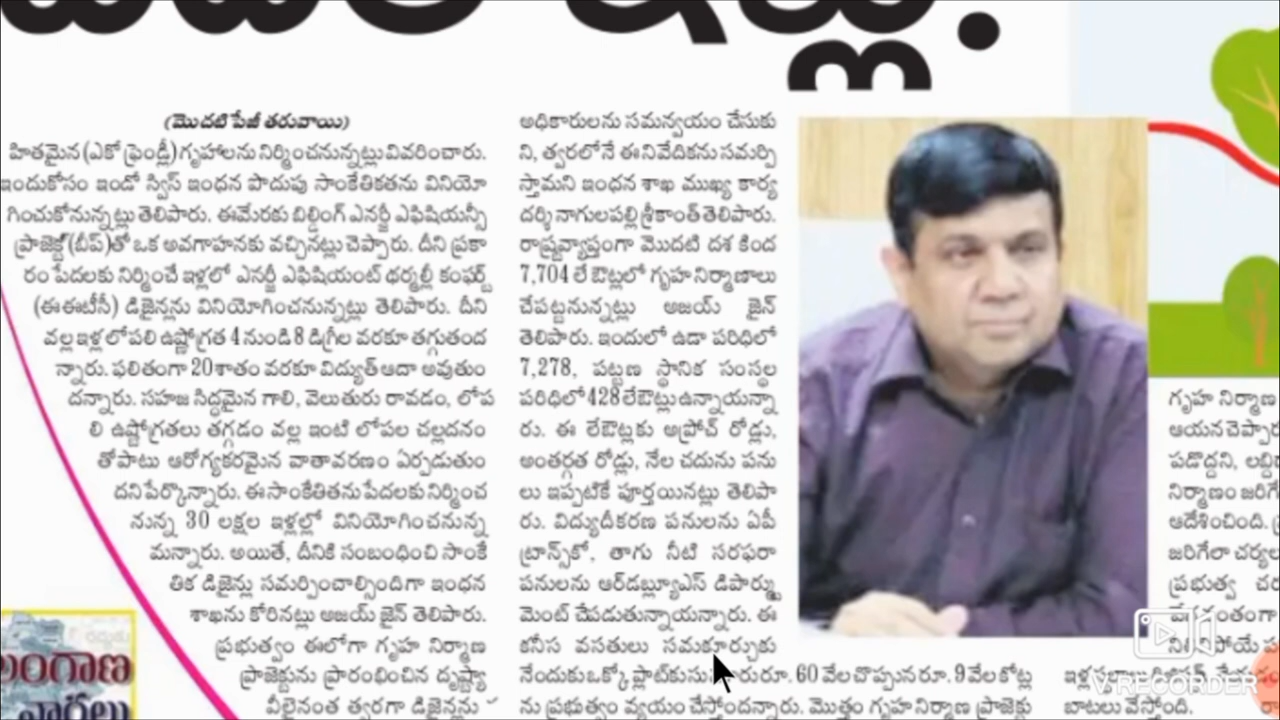 (మొదటి పేజీ తరువాయి)
హితమైన (ఎకో ఫ్రెండ్లీ) గృహాలను నిర్మించనున్నట్లు వివరించారు.
ఇందుకోసం ఇండో స్విస్ ఇంధన పొదుపు సాంకేతికతను వినియో
గించుకోనున్నట్లు తెలిపారు. ఈమేరకు బిల్డింగ్ ఎనర్జీ ఎఫిషియన్సీ
ప్రాజెక్ట్ (బీప్)తో ఒక అవగాహనకు వచ్చినట్లు చెప్పారు. దీని ప్రకా
రం పేదలకు నిర్మించే ఇళ్లలో ఎనర్జీ ఎఫిషియంట్ థర్మల్లీ కంఫర్ట్
(ఈఈటీసీ) డిజైన్లను వినియోగించనున్నట్లు తెలిపారు. దీని
వల్ల ఇళ్ల లోపలి ఉష్ణోగ్రత 4 నుండి 8 డిగ్రీల వరకూ తగ్గుతుంద
న్నారు. ఫలితంగా 20శాతం వరకూ విద్యుత్ ఆదా అవుతుం
దన్నారు. సహజ సిద్ధమైన గాలి, వెలుతురు రావడం, లోప
లి ఉష్ణోగ్రతలు తగ్గడం వల్ల ఇంటి లోపల చల్లదనం
తోపాటు ఆరోగ్యకరమైన వాతావరణం ఏర్పడుతుం
దని పేర్కొన్నారు. ఈ సాంకేతితను పేదలకు నిర్మించ
నున్న 30 లక్షల ఇళ్లల్లో వినియోగించనున్న
మన్నారు. అయితే, దీనికి సంబంధించి సాంకే
తిక డిజైన్లు సమర్పించాల్సిందిగా ఇంధన
శాఖను కోరినట్లు అజయ్ జైన్ తెలిపారు.
ప్రభుత్వం ఈలోగా గృహ నిర్మాణ
ప్రాజెక్టును ప్రారంభించిన దృష్ట్యా
వీలైనంత త్వరగా డిజైన్లను
అధికారులను సమన్వయం చేసుకు
ని, త్వరలోనే ఈ నివేదికను సమర్పి
స్తామని ఇంధన శాఖ ముఖ్య కార్య
దర్శి నాగులపల్లి శ్రీకాంత్ తెలిపారు.
రాష్ట్రవ్యాప్తంగా మొదటి దశ కింద
7,704 లే ఔట్లలో గృహ నిర్మాణాలు
చేపట్టనున్నట్లు అజయ్ జైన్
తెలిపారు. ఇందులో ఉడా పరిధిలో
7,278, పట్టణ స్థానిక సంస్థల
పరిధిలో 428 లేఔట్లు ఉన్నాయన్నా
రు. ఈ లేఔట్లకు అప్రోచ్ రోడ్లు,
అంతర్గత రోడ్లు, నేల చదును పను
లు ఇప్పటికే పూర్తయినట్లు తెలిపా
రు. విద్యుదీకరణ పనులను ఏపీ
ట్రాన్స్‌కో, తాగు నీటి సరఫరా
పనులను ఆర్‌డబ్ల్యూఎస్ డిపార్ట్మ
మెంట్ చేపడుతున్నాయన్నారు. ఈ
కనీస వసతులు సమకూర్చుకు
నేందుకు ఒక్కో ప్లాట్‌కు సు రూ. 60 వేల చొప్పున రూ. 9 వేల కోట్ల
ను ప్రభుత్వం వ్యయం చేస్తోందన్నారు. మొత్తం గృహ నిర్మాణ ప్రాజెక్టు
గృహ నిర్మాణ
ఆయన చెప్పార
పడొద్దని, లబ్ధి
నిర్మాణం జరిగే
ఆదేశించింది.
జరిగేలా చర్యల
ప్రభుత్వ చర
బాటలు వేస్తోంది.
లంగాణ
వార్తలు
VRECORDER